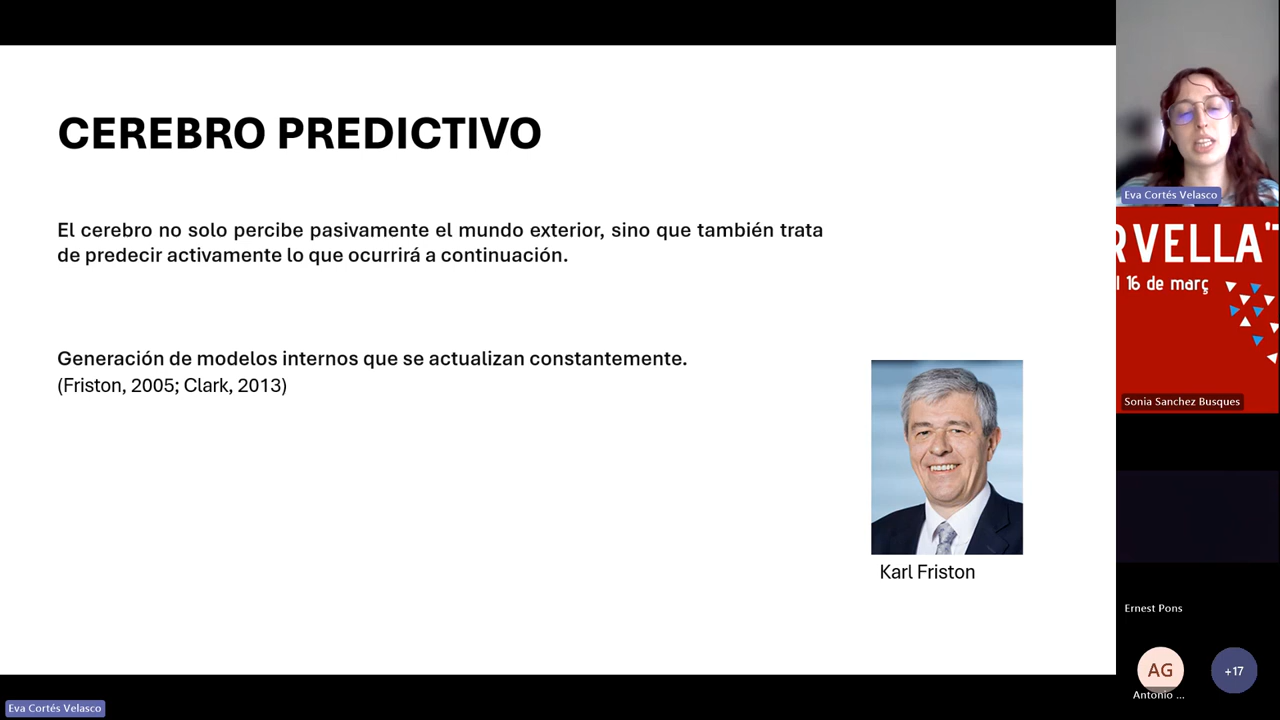 CEREBRO PREDICTIVO
El cerebro no solo percibe pasivamente el mundo exterior, sino que también trata
de predecir activamente lo que ocurrirá a continuación.
Generación de modelos internos que se actualizan constantemente.
(Friston, 2005; Clark, 2013)
Karl Friston
Eva Cortés Velasco
Eva Cortés Velasco
RVELLA'T
l 16 de març
Sonia Sanchez Busques
Ernest Pons
AG
+17
Antonio ...